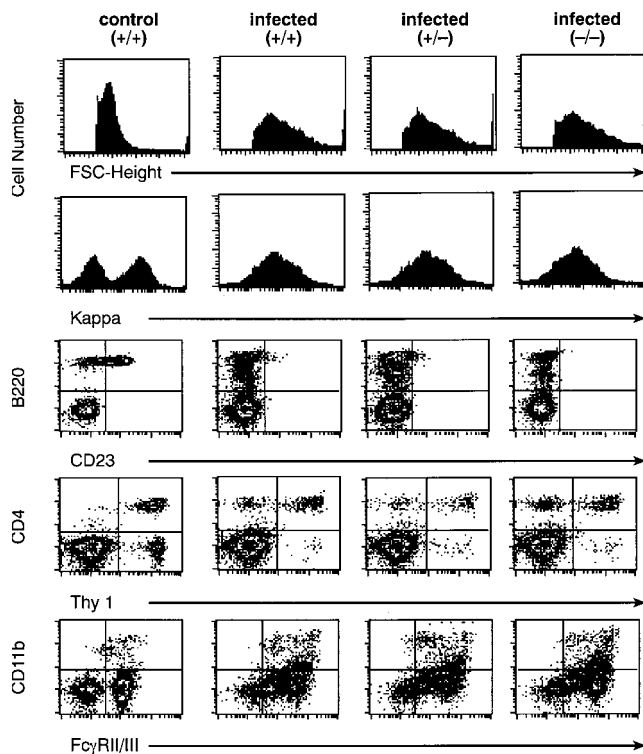 control
(+/+)
infected
(+/+)
infected
(+/−)
infected
(−/−)
Cell Number
FSC-Height
Kappa
B220
CD23
CD4
Thy 1
CD11b
FcγRII/III